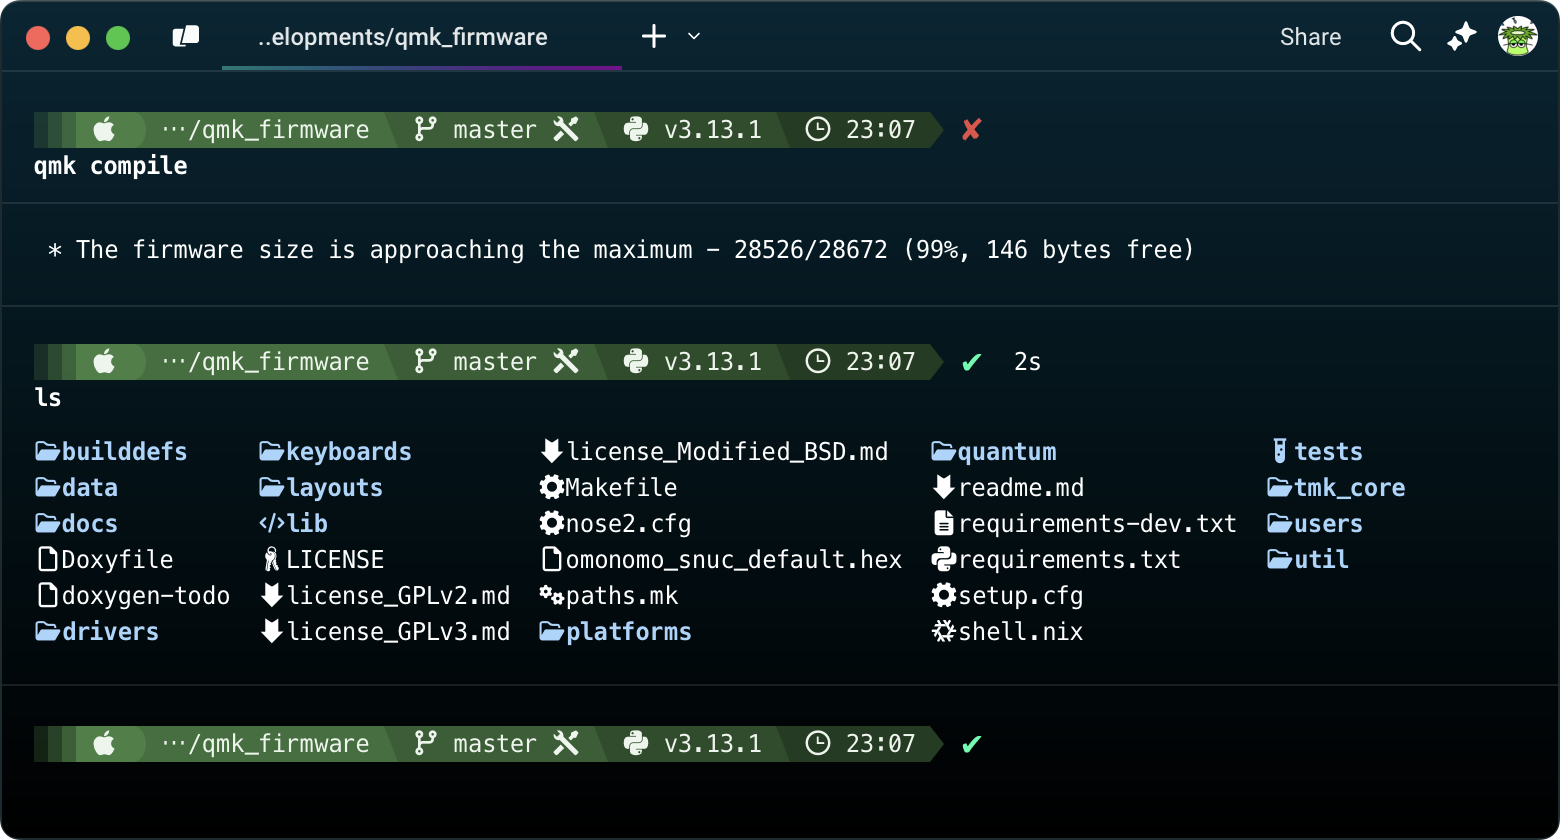 ..elopments/qmk_firmware
Share
…/qmk_firmware master v3.13.1 23:07 ✘
qmk compile
* The firmware size is approaching the maximum - 28526/28672 (99%, 146 bytes free)
…/qmk_firmware master v3.13.1 23:07 ✔ 2s
ls
builddefs keyboards license_Modified_BSD.md quantum tests
data layouts Makefile readme.md tmk_core
docs lib nose2.cfg requirements-dev.txt users
Doxyfile LICENSE omonomo_snuc_default.hex requirements.txt util
doxygen-todo license_GPLv2.md paths.mk setup.cfg
drivers license_GPLv3.md platforms shell.nix
…/qmk_firmware master v3.13.1 23:07 ✔